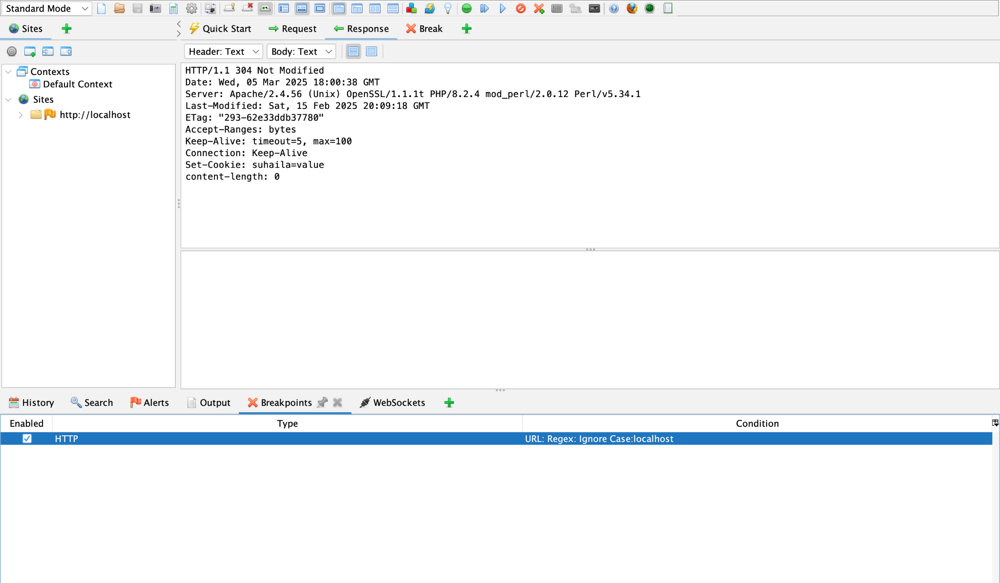 Standard Mode
Sites
Quick Start
Request
Response
Break
Header: Text
Body: Text
Contexts
Default Context
Sites
http://localhost
HTTP/1.1 304 Not Modified
Date: Wed, 05 Mar 2025 18:00:38 GMT
Server: Apache/2.4.56 (Unix) OpenSSL/1.1.1t PHP/8.2.4 mod_perl/2.0.12 Perl/v5.34.1
Last-Modified: Sat, 15 Feb 2025 20:09:18 GMT
ETag: "293-62e33ddb37780"
Accept-Ranges: bytes
Keep-Alive: timeout=5, max=100
Connection: Keep-Alive
Set-Cookie: suhaila=value
content-length: 0
History
Search
Alerts
Output
Breakpoints
WebSockets
Enabled
Type
Condition
HTTP
URL: Regex: Ignore Case:localhost